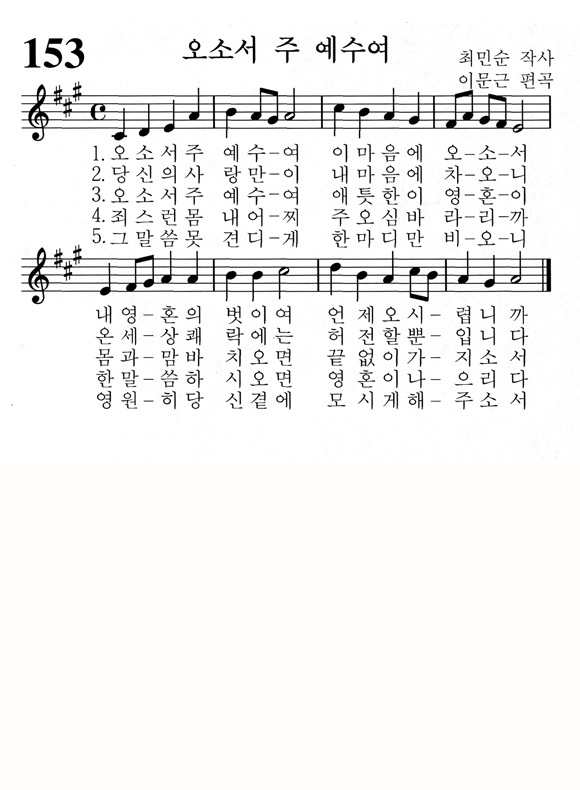 153 오소서 주 예수여
최민순 작사
이문근 편곡
1. 오 소 서 주 예 수-여 이 마 음 에 오-소-서
2. 당 신 의 사 랑 만-이 내 마 음 에 차-오-니
3. 오 소 서 주 예 수-여 애 틋 한 이 영-혼-이
4. 죄 스 런 몸 내 어-찌 주 오 심 바 라-리-까
5. 그 말 씀 못 견 디-게 한 마 디 만 비-오-니
내 영-혼 의 벗 이 여 언 제 오 시- 렵 니 까
온 세-상 쾌 락 에 는 허 전 할 뿐- 입 니 다
몸 과-맘 바 치 오 면 끝 없 이 가- 지 소 서
한 말-씀 하 시 오 면 영 혼 이 나- 으 리 다
영 원-히 당 신 곁 에 모 시 게 해- 주 소 서